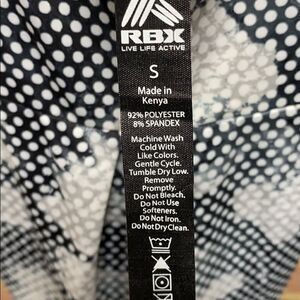 RBX
LIVE LIFE ACTIVE
S
Made in
Kenya
92% POLYESTER
8% SPANDEX
Machine Wash
Cold With
Like Colors.
Gentle Cycle.
Tumble Dry Low.
Remove
Promptly.
Do Not Bleach.
Do Not Use
Softeners.
Do Not Iron.
Do Not Dry Clean.